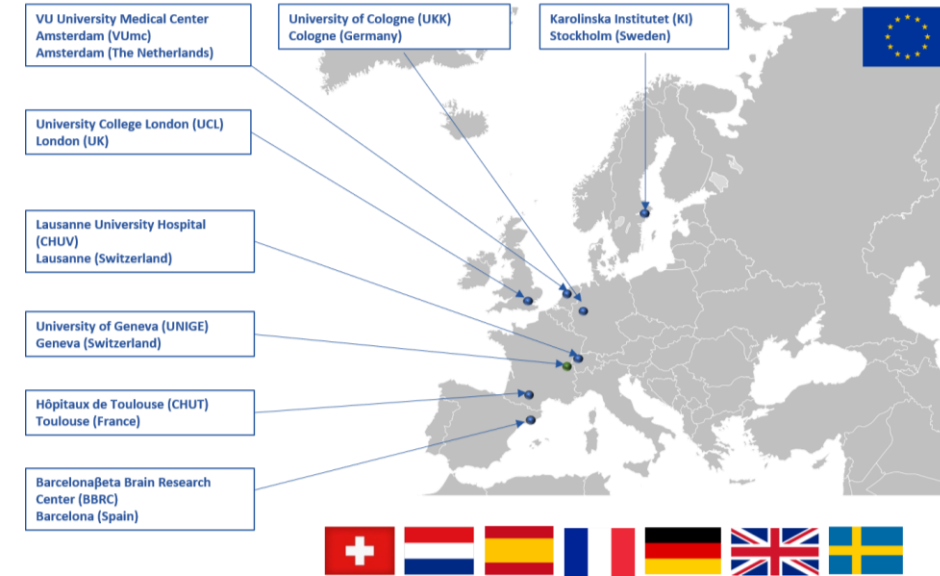 VU University Medical Center
Amsterdam (VUmc)
Amsterdam (The Netherlands)
University of Cologne (UKK)
Cologne (Germany)
Karolinska Institutet (KI)
Stockholm (Sweden)
University College London (UCL)
London (UK)
Lausanne University Hospital
(CHUV)
Lausanne (Switzerland)
University of Geneva (UNIGE)
Geneva (Switzerland)
Hôpitaux de Toulouse (CHUT)
Toulouse (France)
Barcelonaβeta Brain Research
Center (BBRC)
Barcelona (Spain)